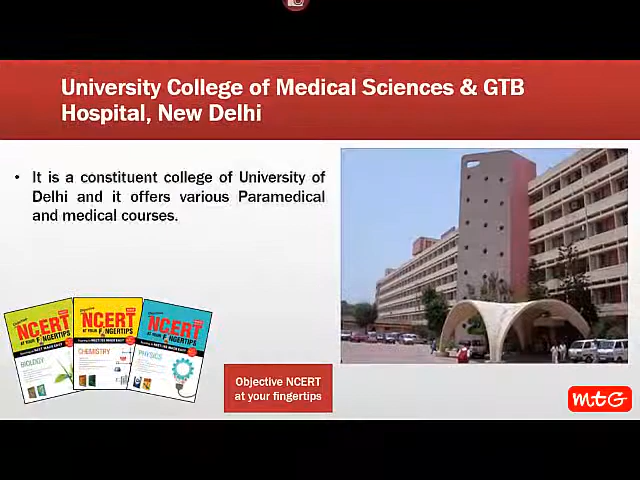 University College of Medical Sciences & GTB
Hospital, New Delhi
• It is a constituent college of University of
Delhi and it offers various Paramedical
and medical courses.
NCERT
AT YOUR FINGERTIPS
BIOLOGY
NCERT
AT YOUR FINGERTIPS
CHEMISTRY
NCERT
AT YOUR FINGERTIPS
PHYSICS
Objective NCERT
at your fingertips
mtG